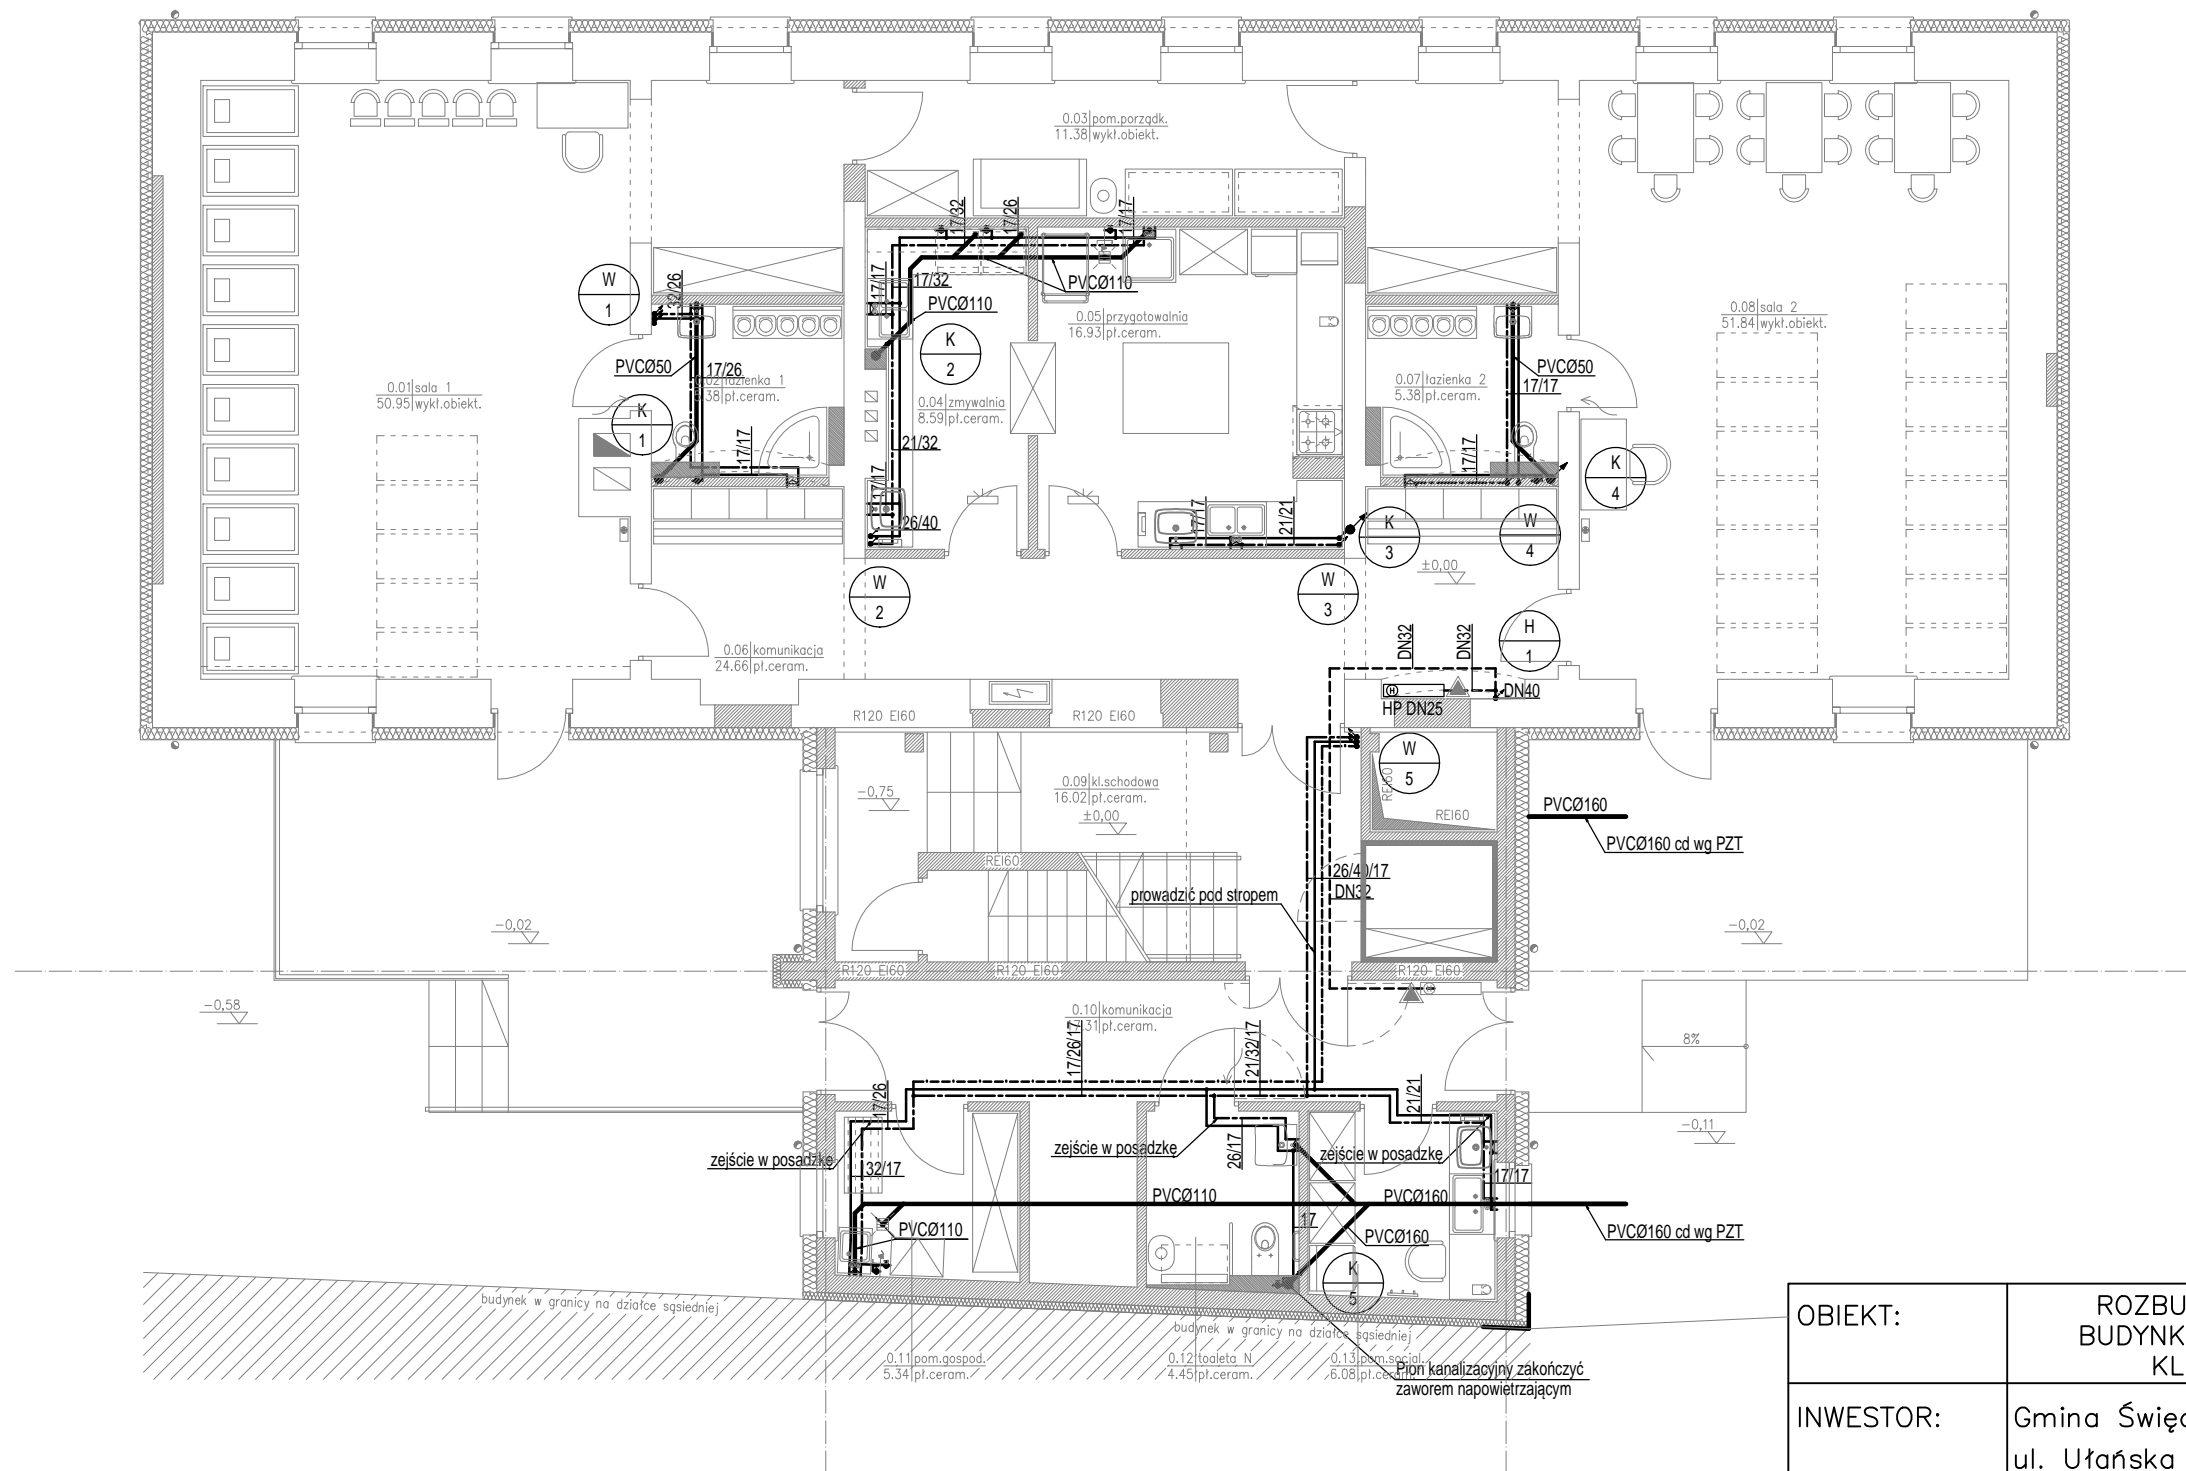 0.03 pom.porządk.
11.38 wykł.obiekt.
17/32
17/26
17/17
W
1
32/26
17/17
17/32
PVCØ110
PVCØ110
0.05 przygotowalnia
16.93 pł.ceram.
0.08 sala 2
51.84 wykł.obiekt.
K
2
PVCØ50
17/26
0.02 łazienka 1
5.38 pł.ceram.
0.01 sala 1
50.95 wykł.obiekt.
0.04 zmywalnia
8.59 pł.ceram.
0.07 łazienka 2
5.38 pł.ceram.
PVCØ50
17/17
K
1
17/17
21/32
17/17
K
4
17/17
26/40
17/17
21/21
K
3
W
4
±0,00
W
2
W
3
H
1
DN32
DN32
0.06 komunikacja
24.66 pł.ceram.
DN40
HP DN25
R120 EI60
R120 EI60
W
5
REI60
REI60
0.09 kl.schodowa
16.02 pł.ceram.
±0,00
-0,75
PVCØ160
PVCØ160 cd wg PZT
REI60
26/40/17
DN32
prowadzić pod stropem
-0,02
-0,02
R120 EI60
R120 EI60
R120 EI60
-0,58
0.10 komunikacja
pł.ceram.
8%
17/26/17
21/32/17
17/26
21/21
-0,11
zejście w posadzkę
zejście w posadzkę
zejście w posadzkę
32/17
26/17
17/17
PVCØ110
PVCØ160
17
PVCØ110
PVCØ160
PVCØ160 cd wg PZT
K
5
budynek w granicy na działce sąsiedniej
budynek w granicy na działce sąsiedniej
0.11 pom.gospod.
5.34 pł.ceram.
0.12 toaleta N
4.45 pł.ceram.
0.13 pom.socjal.
6.08 pł.ceram.
Pion kanalizacyjny zakończyć
zaworem napowietrzającym
OBIEKT:
ROZBU
BUDYNK
KL
INWESTOR:
Gmina Święc
ul. Ułańska